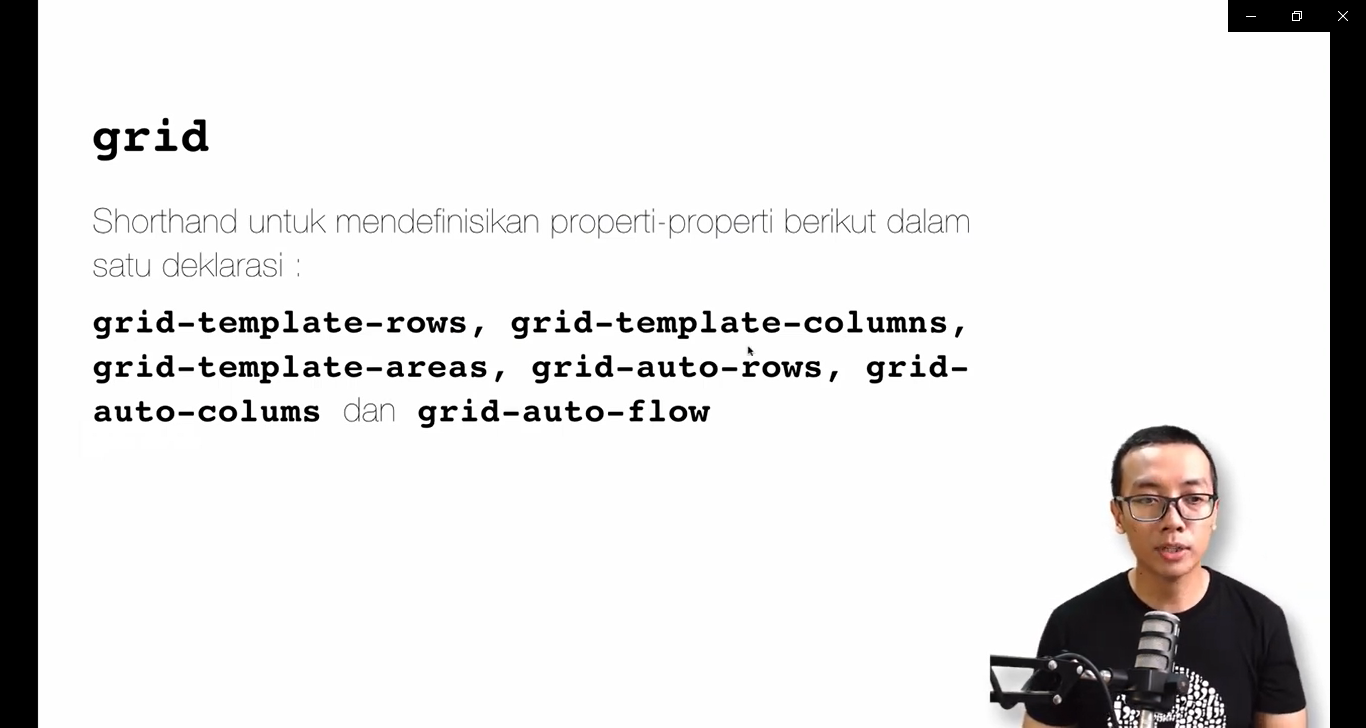 grid
Shorthand untuk mendefinisikan properti-properti berikut dalam
satu deklarasi :
grid-template-rows, grid-template-columns,
grid-template-areas, grid-auto-rows, grid-
auto-colums dan grid-auto-flow